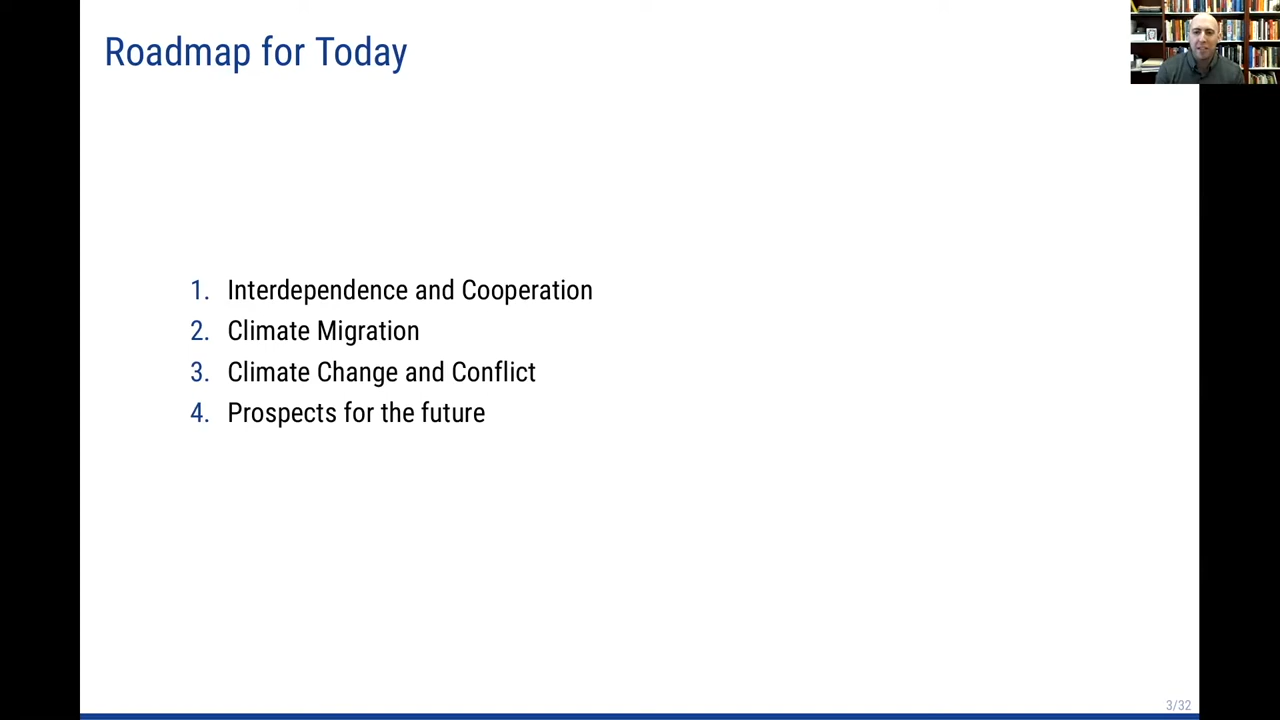 Roadmap for Today
1. Interdependence and Cooperation
2. Climate Migration
3. Climate Change and Conflict
4. Prospects for the future
3/32